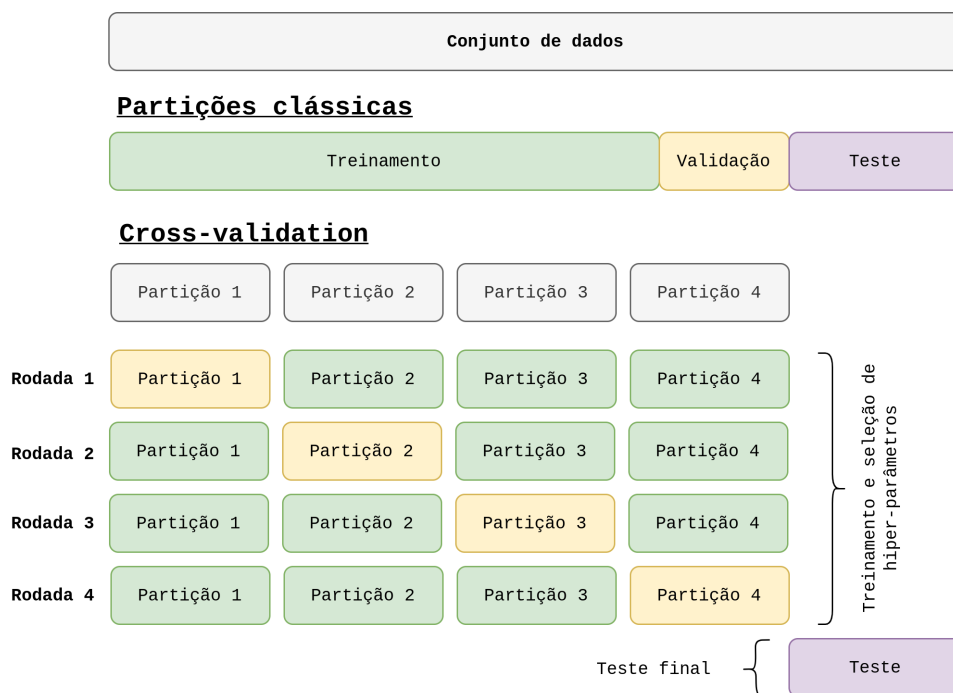 Conjunto de dados
Partições clássicas
Treinamento
Validação
Teste
Cross-validation
Partição 1
Partição 2
Partição 3
Partição 4
Rodada 1
Partição 1
Partição 2
Partição 3
Partição 4
Rodada 2
Partição 1
Partição 2
Partição 3
Partição 4
Rodada 3
Partição 1
Partição 2
Partição 3
Partição 4
Rodada 4
Partição 1
Partição 2
Partição 3
Partição 4
Treinamento e seleção de
hiper-parâmetros
Teste final
Teste